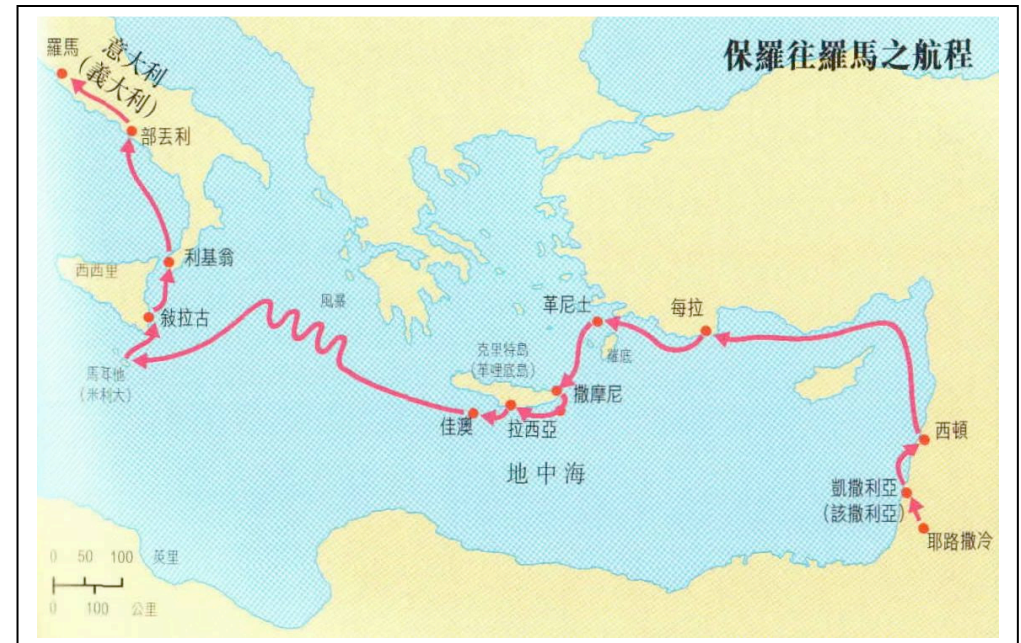 保羅往羅馬之航程
羅馬
意大利
(義大利)
部丟利
利基翁
西西里
敍拉古
馬耳他
(米利大)
風暴
革尼土
每拉
羅底
克里特島
(革哩底島)
撒摩尼
拉西亞
佳澳
地中海
西頓
凱撒利亞
(該撒利亞)
耶路撒冷
0 50 100 英里
0 100 公里